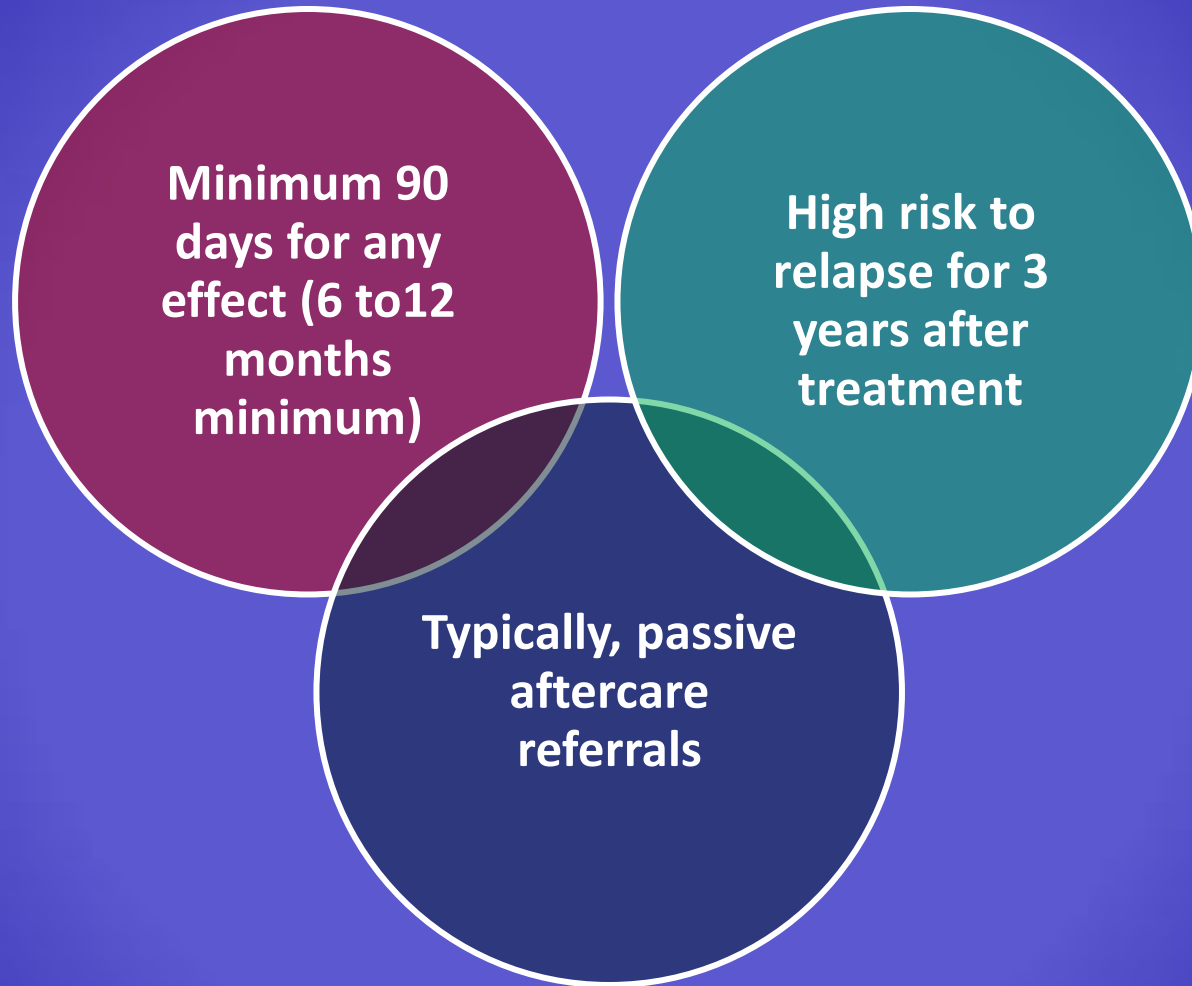 Minimum 90
days for any
effect (6 to12
months
minimum)
High risk to
relapse for 3
years after
treatment
Typically, passive
aftercare
referrals